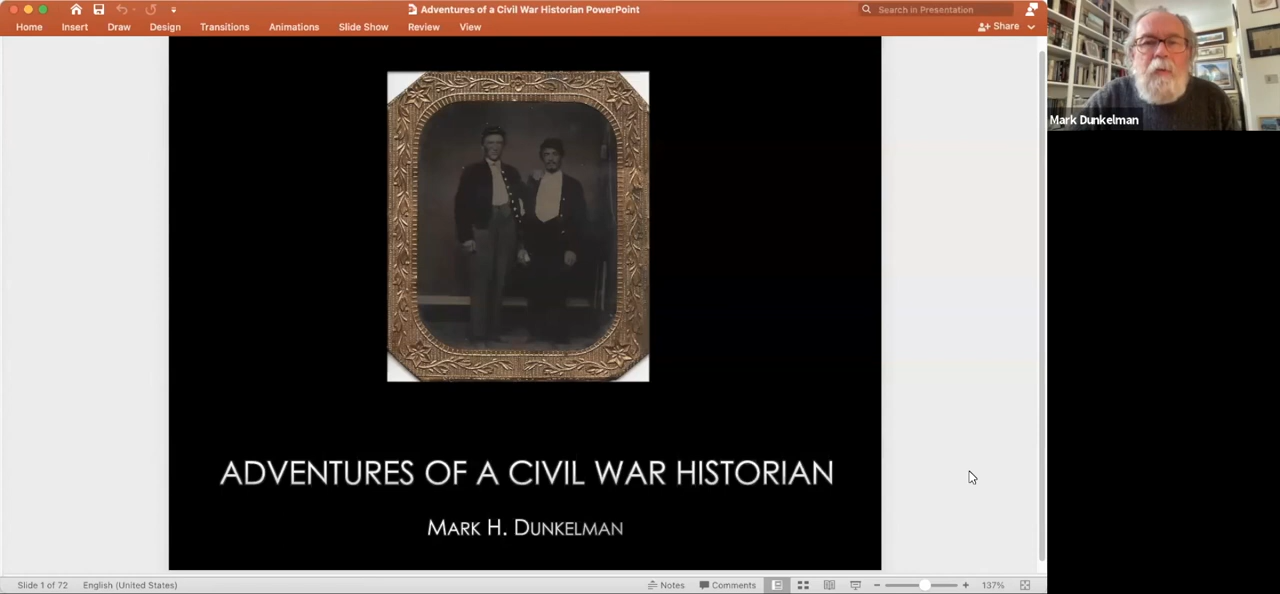 Adventures of a Civil War Historian PowerPoint
Search in Presentation
Home Insert Draw Design Transitions Animations Slide Show Review View Share
Mark Dunkelman
ADVENTURES OF A CIVIL WAR HISTORIAN
MARK H. DUNKELMAN
Slide 1 of 72 English (United States) Notes Comments 137%